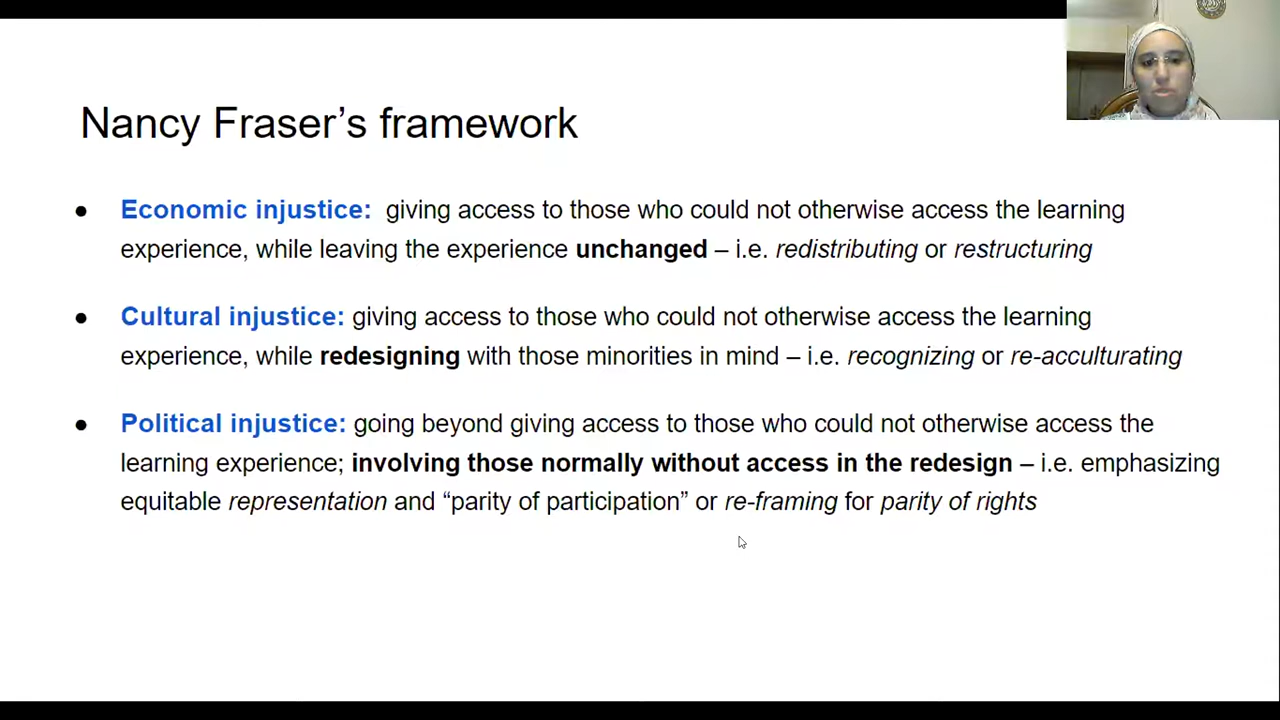 Nancy Fraser’s framework
● Economic injustice: giving access to those who could not otherwise access the learning
experience, while leaving the experience unchanged – i.e. redistributing or restructuring
● Cultural injustice: giving access to those who could not otherwise access the learning
experience, while redesigning with those minorities in mind – i.e. recognizing or re-acculturating
● Political injustice: going beyond giving access to those who could not otherwise access the
learning experience; involving those normally without access in the redesign – i.e. emphasizing
equitable representation and “parity of participation” or re-framing for parity of rights